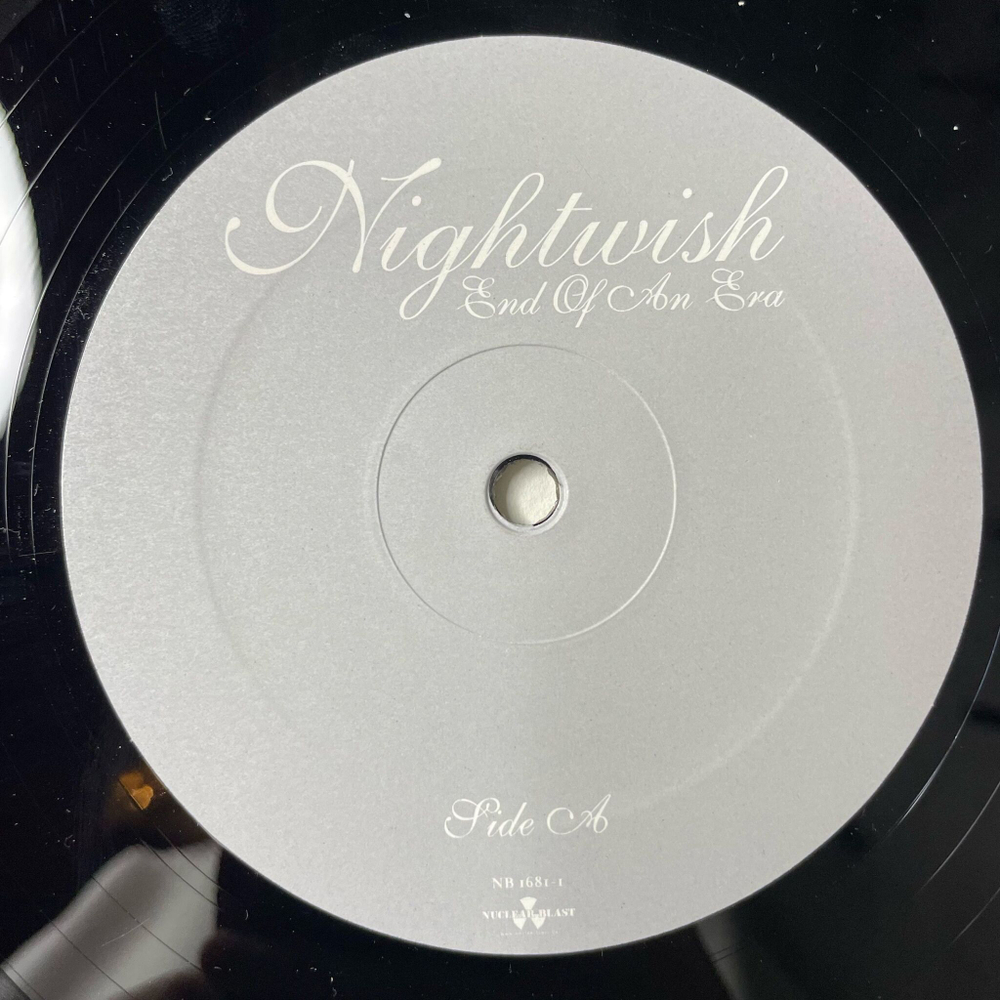 Nightwish
End Of An Era
Side A
NB 1681-1
NUCLEAR BLAST